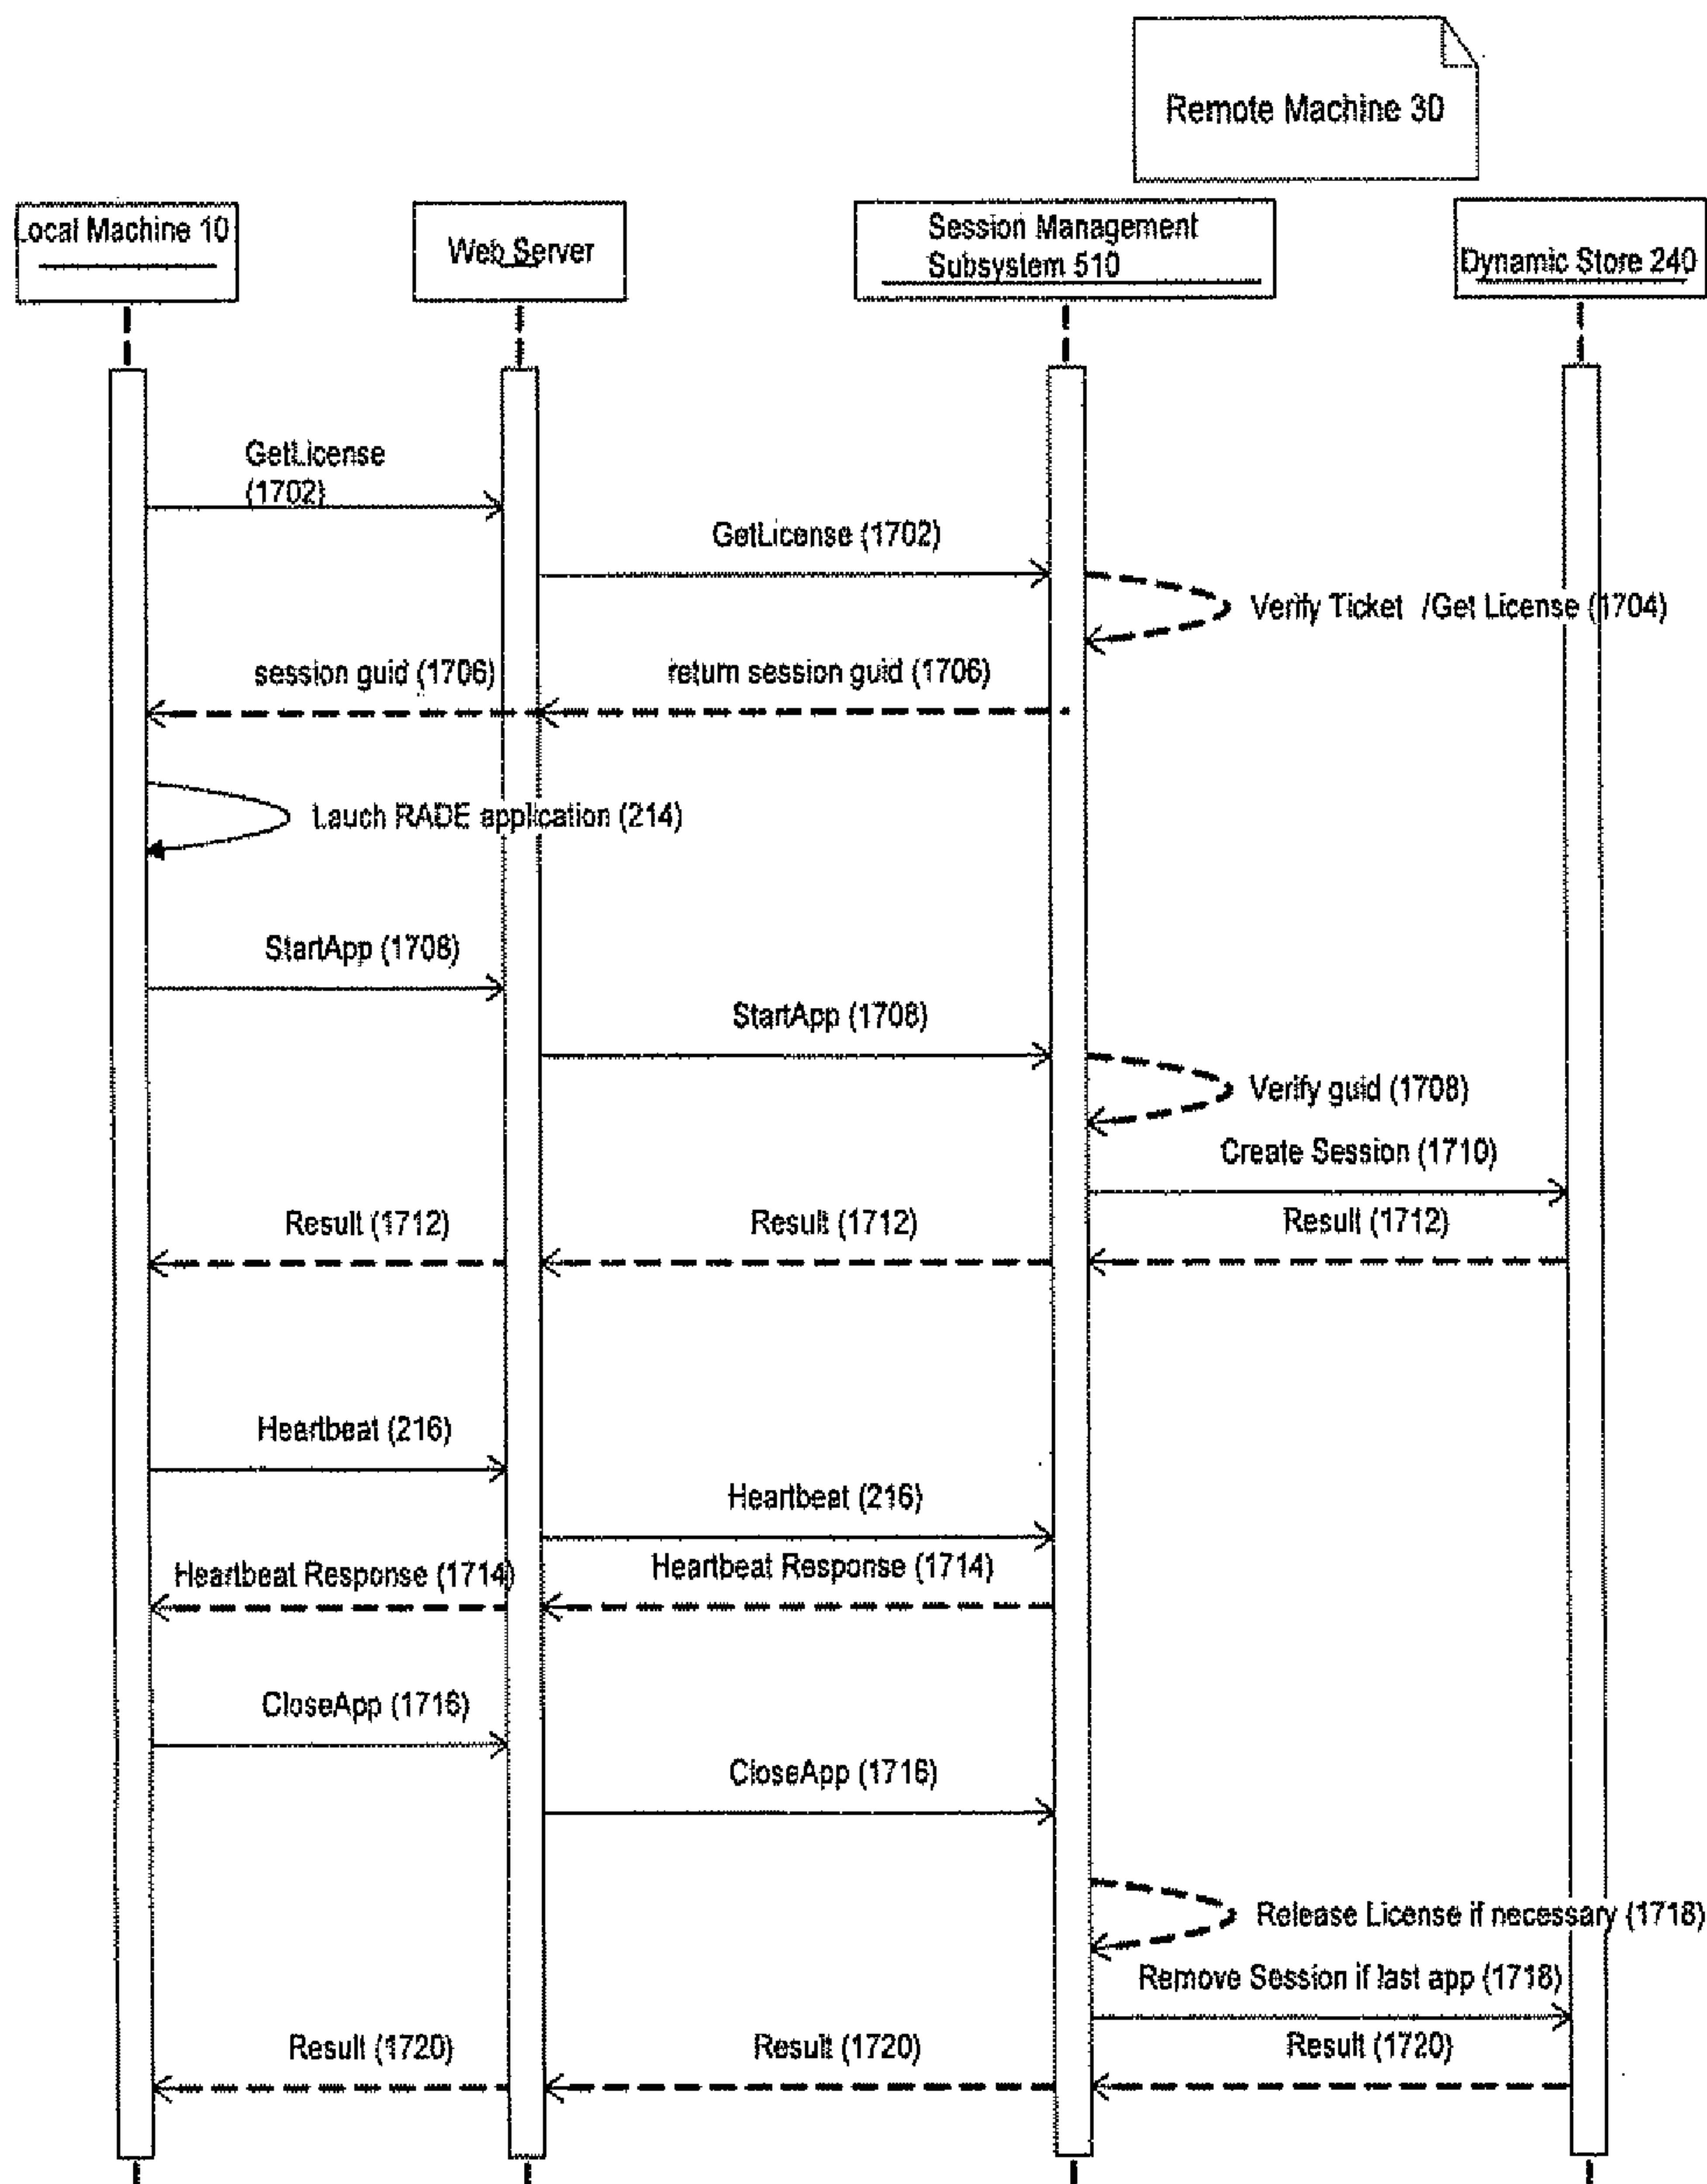 Remote Machine 30
Local Machine 10
Web Server
Session Management
Subsystem 510
Dynamic Store 240
GetLicense
(1702)
GetLicense (1702)
Verify Ticket /Get License (1704)
session guid (1706)
return session guid (1706)
Lauch RADE application (214)
StartApp (1708)
StartApp (1708)
Verify guid (1708)
Create Session (1710)
Result (1712)
Result (1712)
Result (1712)
Heartbeat (216)
Heartbeat (216)
Heartbeat Response (1714)
Heartbeat Response (1714)
CloseApp (1716)
CloseApp (1716)
Release License if necessary (1718)
Remove Session if last app (1718)
Result (1720)
Result (1720)
Result (1720)